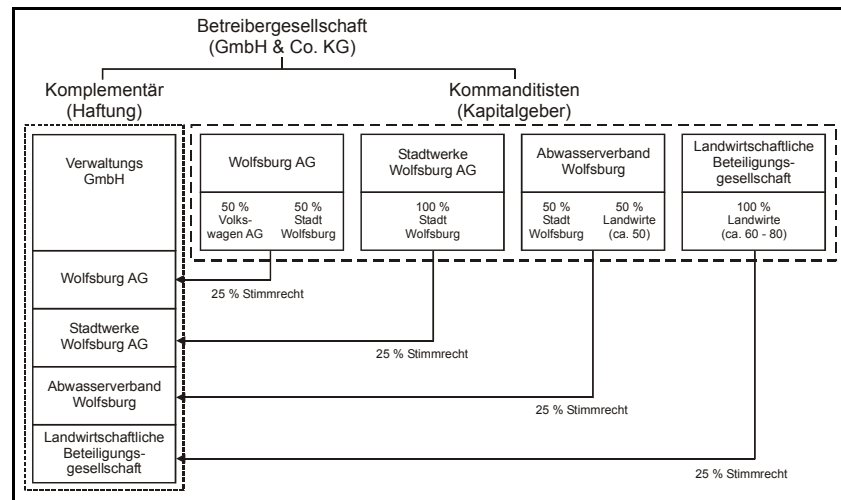 Betreibergesellschaft
(GmbH & Co. KG)
Komplementär
(Haftung)
Kommanditisten
(Kapitalgeber)
Verwaltungs
GmbH
Wolfsburg AG
Stadtwerke
Wolfsburg AG
Abwasserverband
Wolfsburg
Landwirtschaftliche
Beteiligungs-
gesellschaft
50 %
Volks-
wagen AG
50 %
Stadt
Wolfsburg
100 %
Stadt
Wolfsburg
50 %
Stadt
Wolfsburg
50 %
Landwirte
(ca. 50)
100 %
Landwirte
(ca. 60 - 80)
Wolfsburg AG
25 % Stimmrecht
Stadtwerke
Wolfsburg AG
25 % Stimmrecht
Abwasserverband
Wolfsburg
25 % Stimmrecht
Landwirtschaftliche
Beteiligungs-
gesellschaft
25 % Stimmrecht